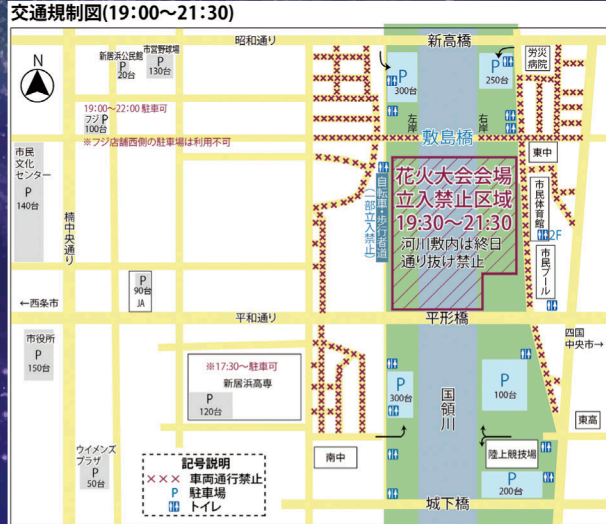 交通規制図(19:00～21:30)
昭和通り
新高橋
N
新居浜公民館
P
20台
市営野球場
P
130台
P
300台
P
250台
労災
病院
19:00～22:00 駐車可
フジ P
100台
※フジ店舗西側の駐車場は利用不可
左岸
右岸
敷島橋
東中
市民
文化
センター
P
140台
楠中央通り
自転車・歩行者道
(一部立入禁止)
花火大会会場
立入禁止区域
19:30～21:30
河川敷内は終日
通り抜け禁止
市民体育館
2F
市民プール
P
90台
JA
←西条市
平和通り
平形橋
四国
中央市→
市役所
P
150台
※17:30～駐車可
新居浜高専
P
120台
P
300台
国領川
P
100台
東高
ウイメンズ
プラザ
P
50台
記号説明
××× 車両通行禁止
P 駐車場
トイレ
南中
陸上競技場
P
200台
城下橋